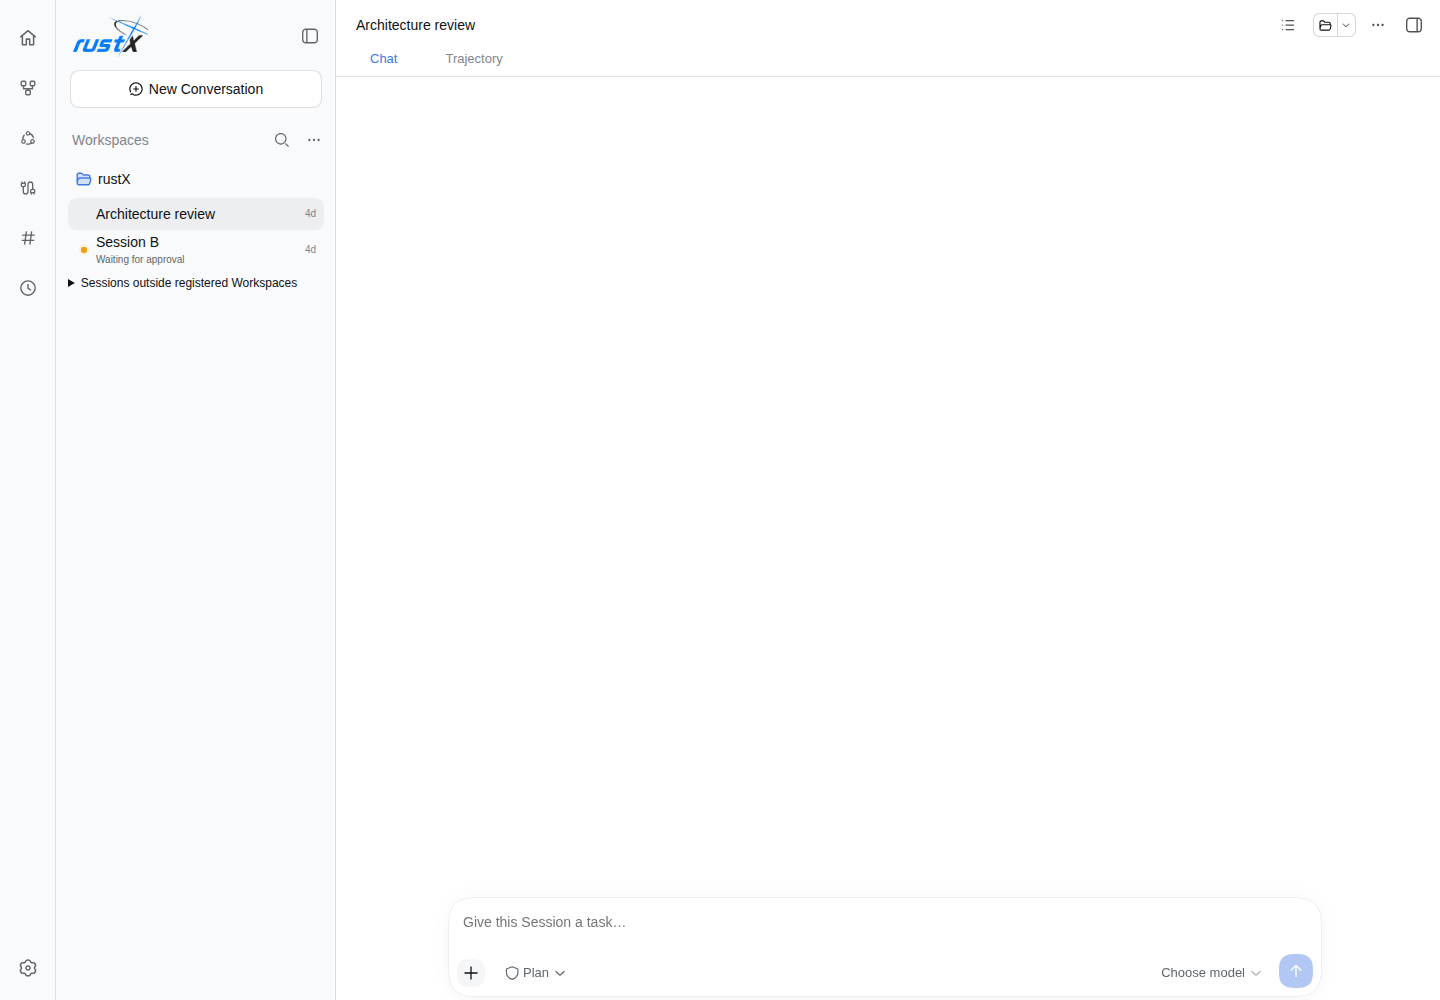 rustX
New Conversation
Workspaces
rustX
Architecture review
4d
Session B
4d
Waiting for approval
Sessions outside registered Workspaces
Architecture review
Chat
Trajectory
Give this Session a task…
Plan
Choose model